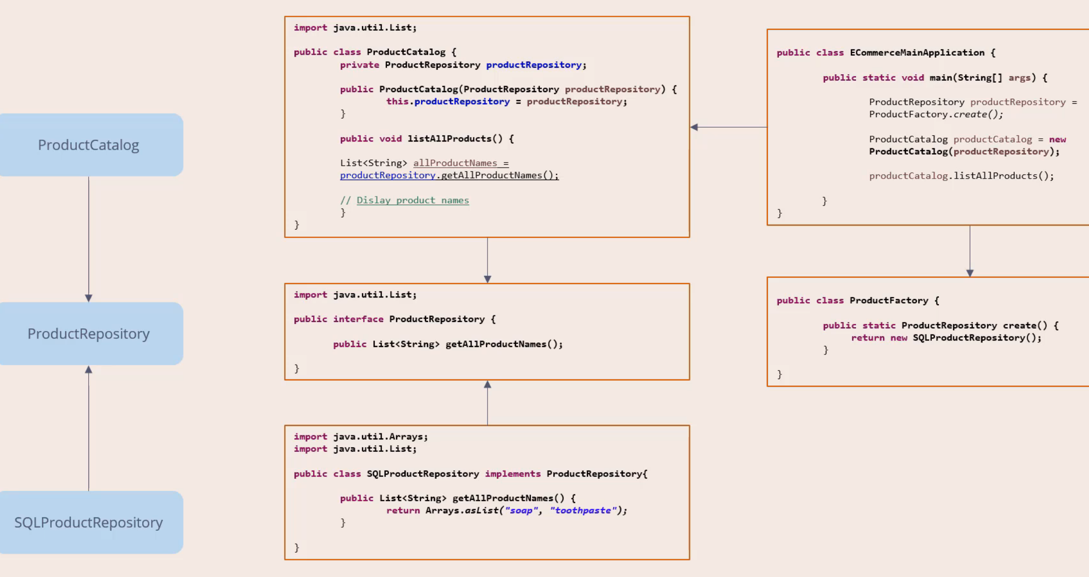 ProductCatalog
ProductRepository
SQLProductRepository
import java.util.List;
public class ProductCatalog {
private ProductRepository productRepository;
public ProductCatalog(ProductRepository productRepository) {
this.productRepository = productRepository;
}
public void listAllProducts() {
List<String> allProductNames =
productRepository.getAllProductNames();
// Dislay product names
}
}
import java.util.List;
public interface ProductRepository {
public List<String> getAllProductNames();
}
import java.util.Arrays;
import java.util.List;
public class SQLProductRepository implements ProductRepository{
public List<String> getAllProductNames() {
return Arrays.asList("soap", "toothpaste");
}
}
public class ECommerceMainApplication {
public static void main(String[] args) {
ProductRepository productRepository =
ProductFactory.create();
ProductCatalog productCatalog = new
ProductCatalog(productRepository);
productCatalog.listAllProducts();
}
}
public class ProductFactory {
public static ProductRepository create() {
return new SQLProductRepository();
}
}